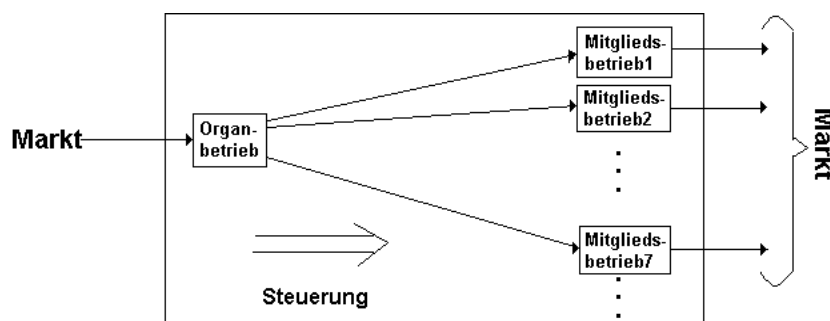 Markt
Organ-
betrieb
Mitglieds-
betrieb1
Mitglieds-
betrieb2
Mitglieds-
betrieb7
Markt
Steuerung